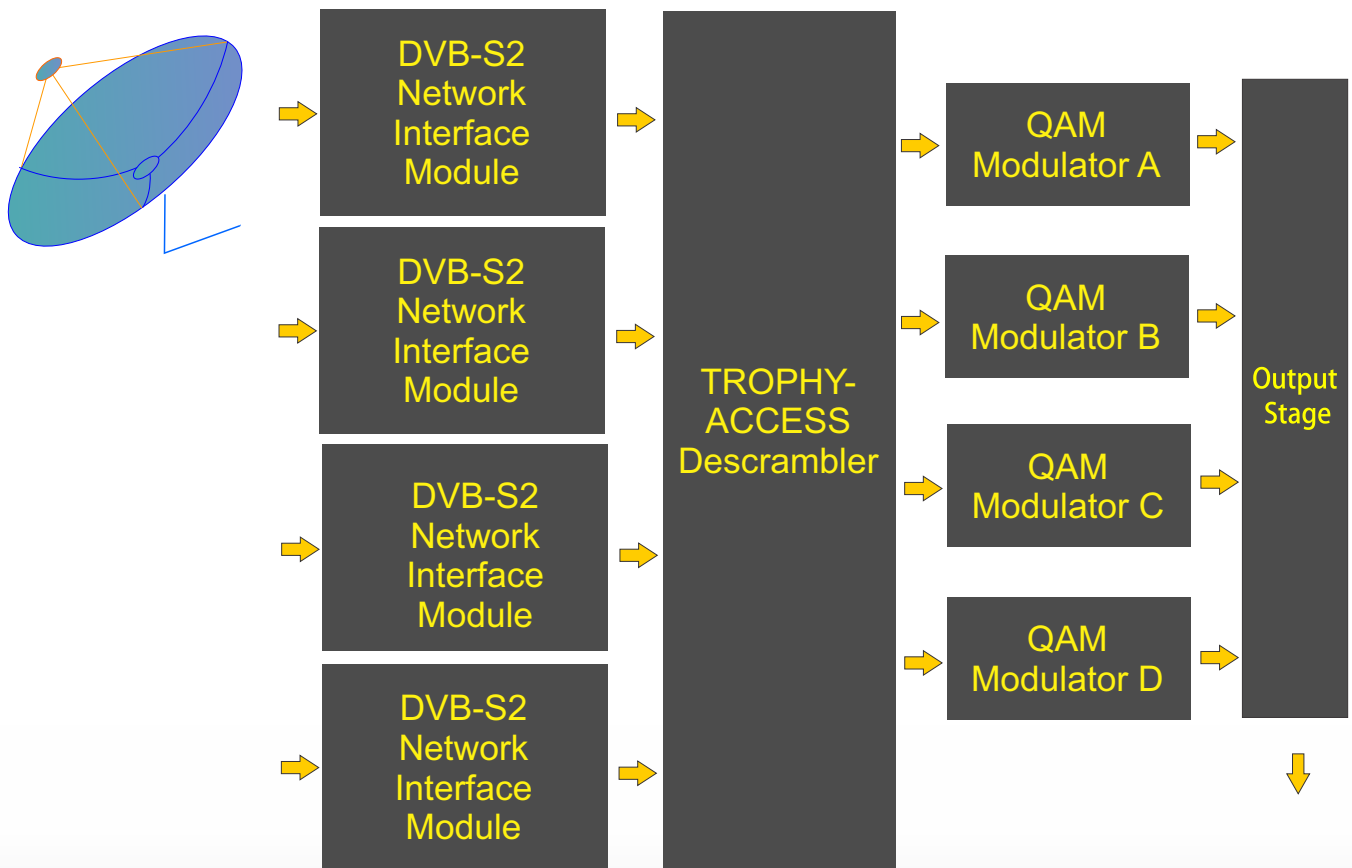 DVB-S2
Network
Interface
Module
DVB-S2
Network
Interface
Module
DVB-S2
Network
Interface
Module
DVB-S2
Network
Interface
Module
TROPHY-
ACCESS
Descrambler
QAM
Modulator A
QAM
Modulator B
QAM
Modulator C
QAM
Modulator D
Output
Stage